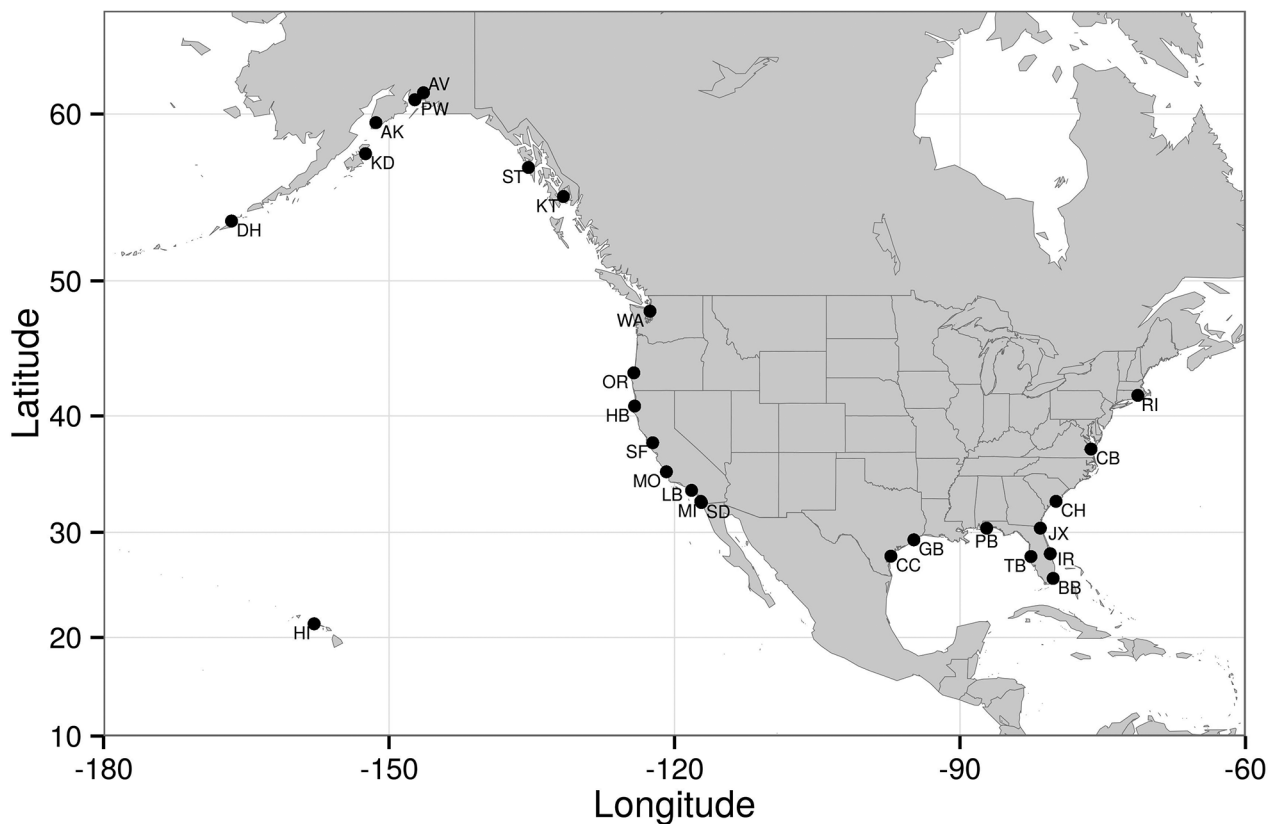 AV
PW
60
AK
KD
ST
KT
DH
50
WA
OR
RI
40
HB
SF
CB
MO
LB
MI SD
CH
30
JX
PB
GB
IR
TB
CC
BB
HI
20
10
-180
-150
-120
-90
-60
Latitude
Longitude